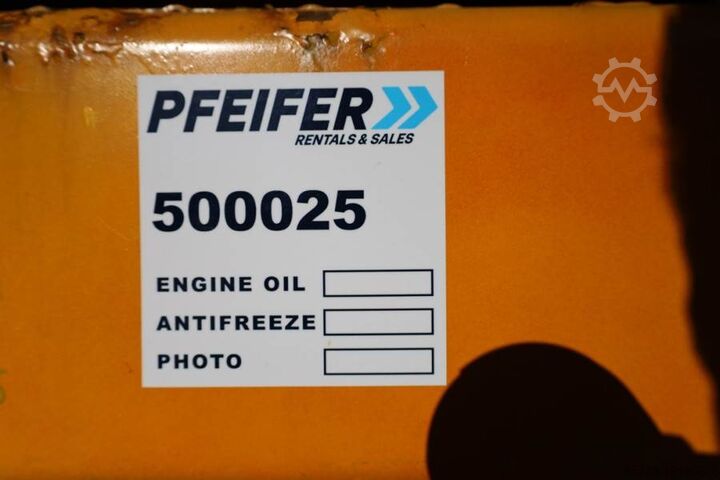 PFEIFER
RENTALS & SALES
500025
ENGINE OIL
ANTIFREEZE
PHOTO